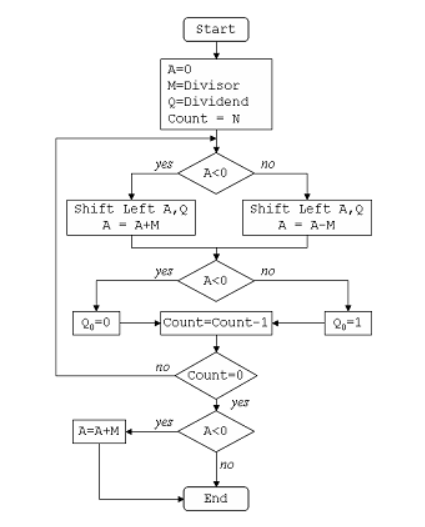 Start
A=0
M=Divisor
Q=Dividend
Count = N
yes
A<0
no
Shift Left A,Q
A = A+M
Shift Left A,Q
A = A-M
yes
A<0
no
Q₀=0
Count=Count-1
Q₀=1
no
Count=0
yes
A=A+M
yes
A<0
no
End